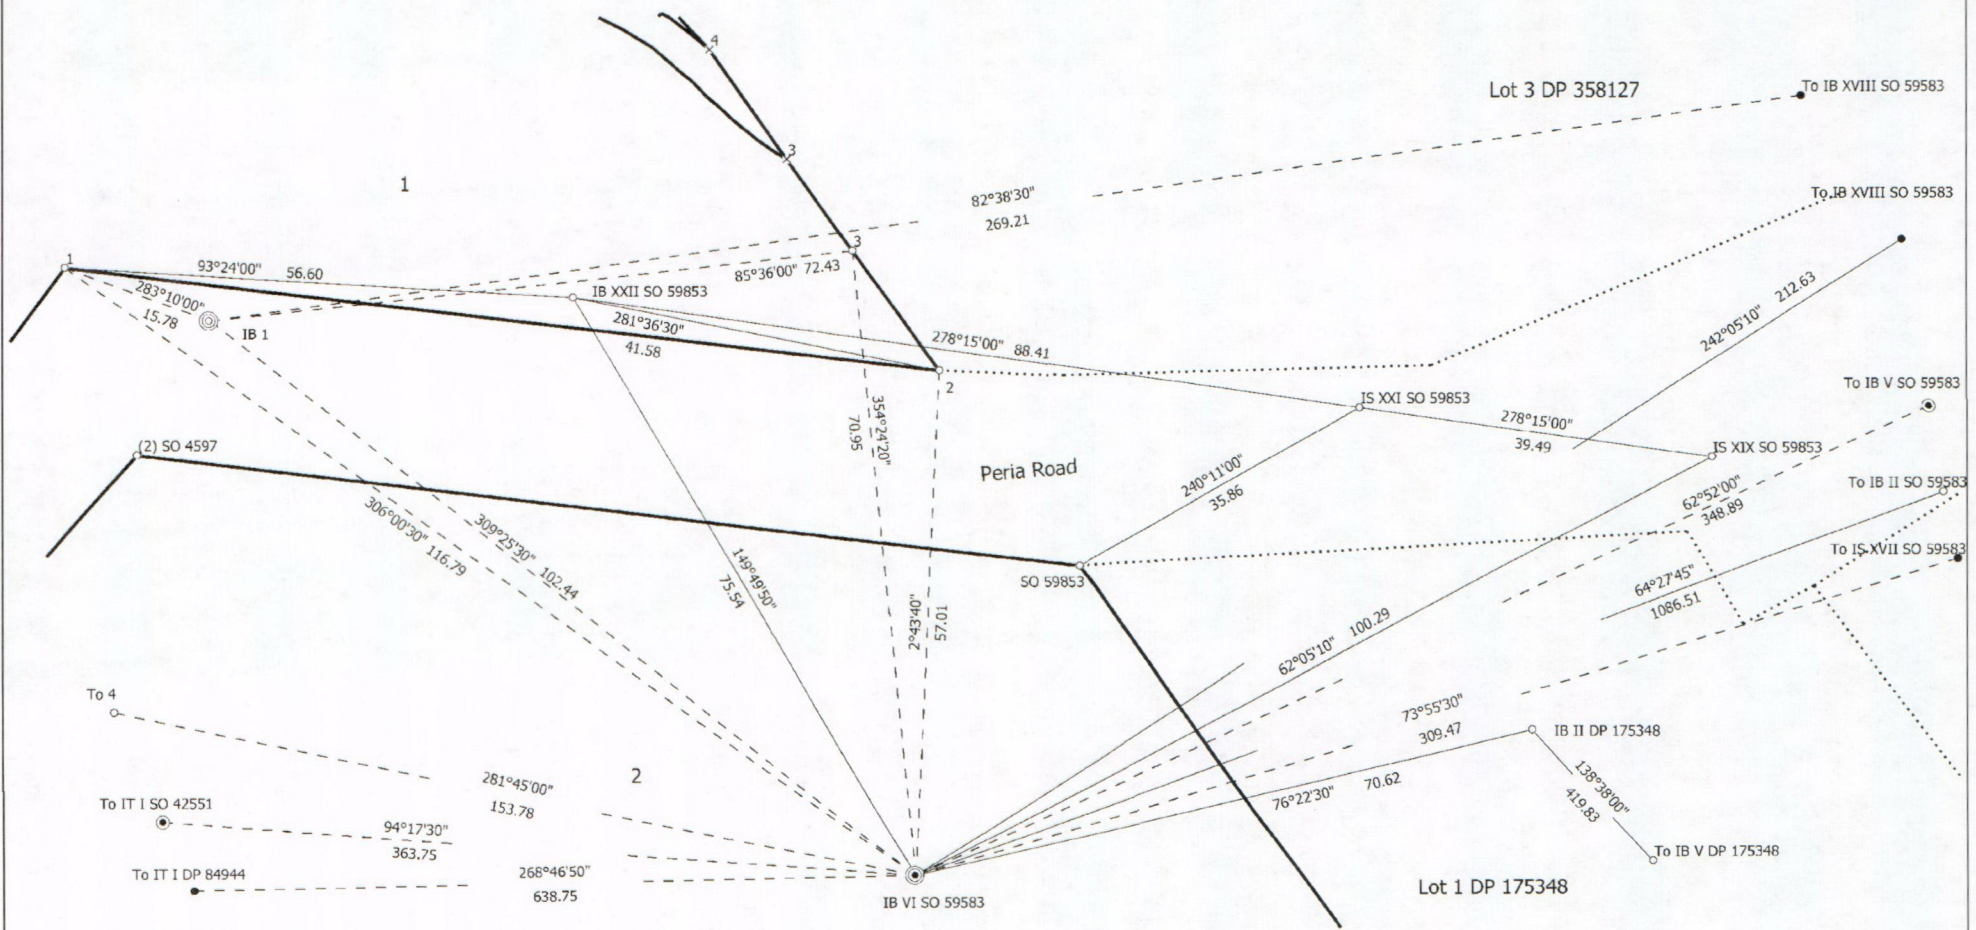 4
Lot 3 DP 358127
To IB XVIII SO 59583
3
1
82°38'30"
269.21
To IB XVIII SO 59583
3
1
93°24'00" 56.60
85°36'00" 72.43
283°10'00"
15.78
IB XXII SO 59853
IB 1
281°36'30"
41.58
278°15'00" 88.41
242°05'10" 212.63
2
To IB V SO 59583
IS XXI SO 59853
278°15'00"
39.49
354°24'20"
70.95
(2) SO 4597
IS XIX SO 59853
Peria Road
240°11'00"
35.86
62°52'00"
348.89
To IB II SO 59583
306°00'30" 116.79
309°25'30" 102.44
149°49'50"
75.54
SO 59853
To IS XVII SO 59583
64°27'45"
1086.51
2°43'40"
57.01
62°05'10" 100.29
To 4
73°55'30"
309.47
IB II DP 175348
281°45'00"
153.78
2
76°22'30" 70.62
138°38'00"
419.83
To IT I SO 42551
94°17'30"
363.75
To IB V DP 175348
To IT I DP 84944
268°46'50"
638.75
IB VI SO 59583
Lot 1 DP 175348